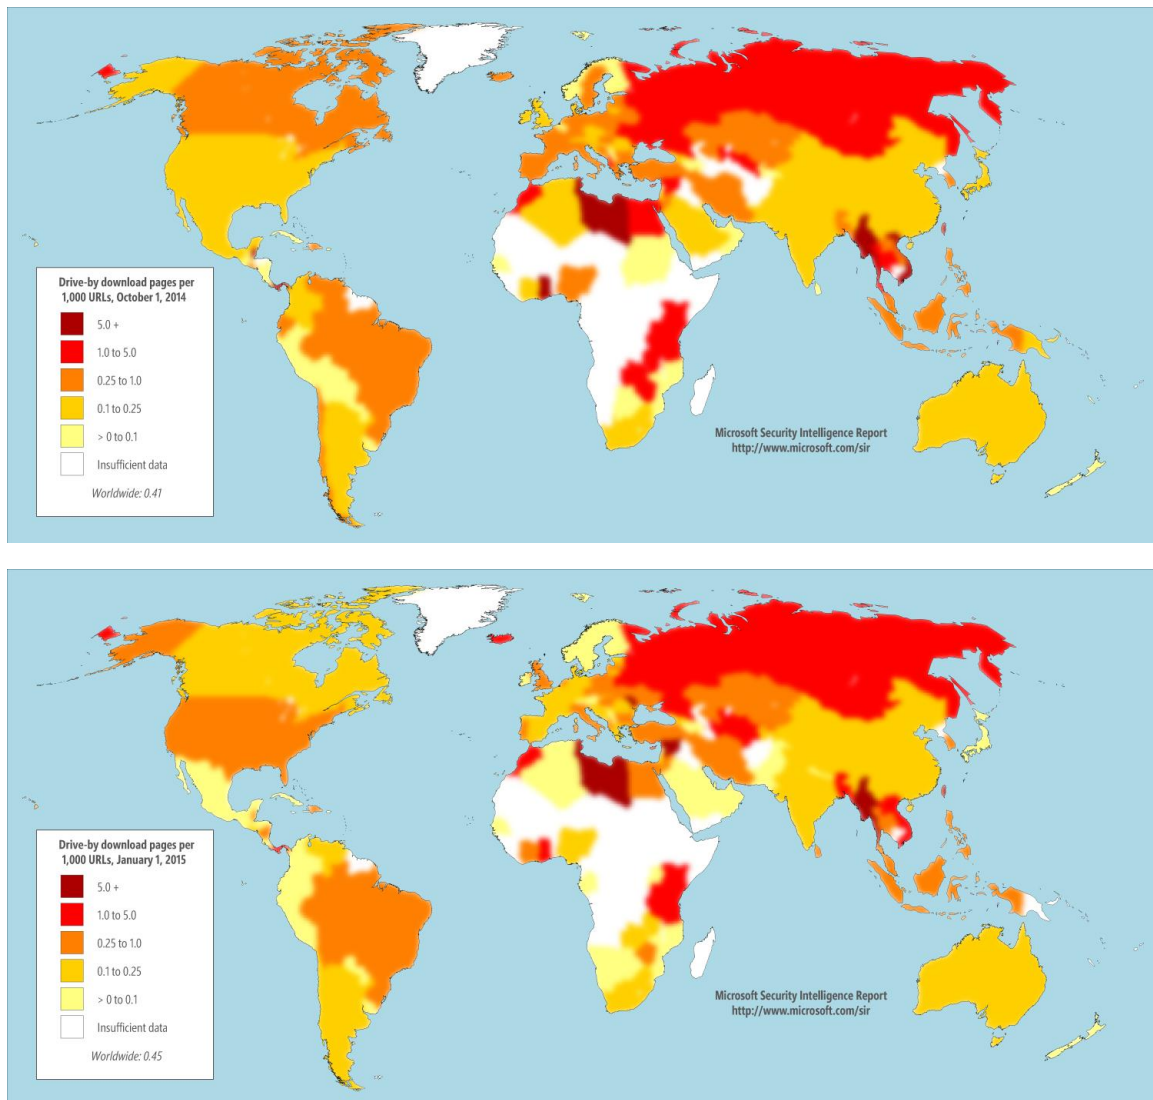 Drive-by download pages per
1,000 URLs, October 1, 2014
5.0 +
1.0 to 5.0
0.25 to 1.0
0.1 to 0.25
> 0 to 0.1
Insufficient data
Worldwide: 0.41
Microsoft Security Intelligence Report
http://www.microsoft.com/sir
Drive-by download pages per
1,000 URLs, January 1, 2015
5.0 +
1.0 to 5.0
0.25 to 1.0
0.1 to 0.25
> 0 to 0.1
Insufficient data
Worldwide: 0.45
Microsoft Security Intelligence Report
http://www.microsoft.com/sir